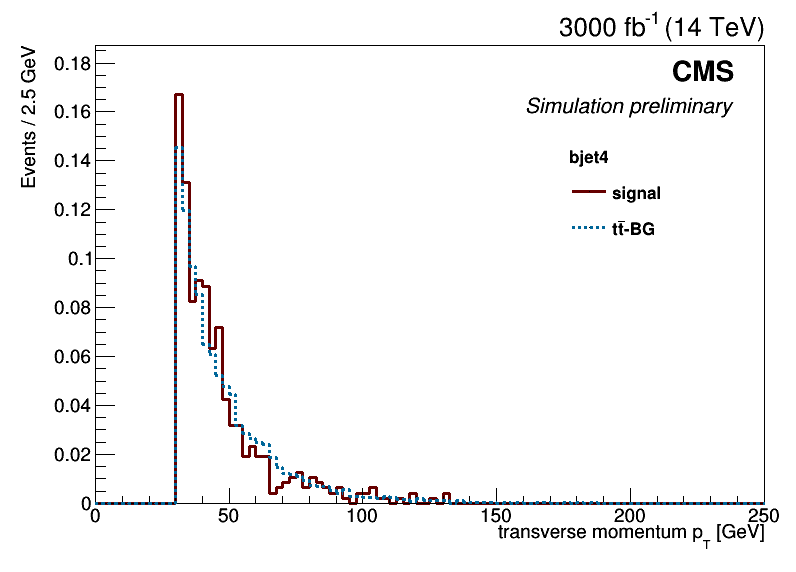 3000 fb-1 (14 TeV)
CMS
Simulation preliminary
bjet4
signal
tt̄-BG
Events / 2.5 GeV
0.18
0.16
0.14
0.12
0.1
0.08
0.06
0.04
0.02
0
0 50 100 150 200 250
transverse momentum pT [GeV]